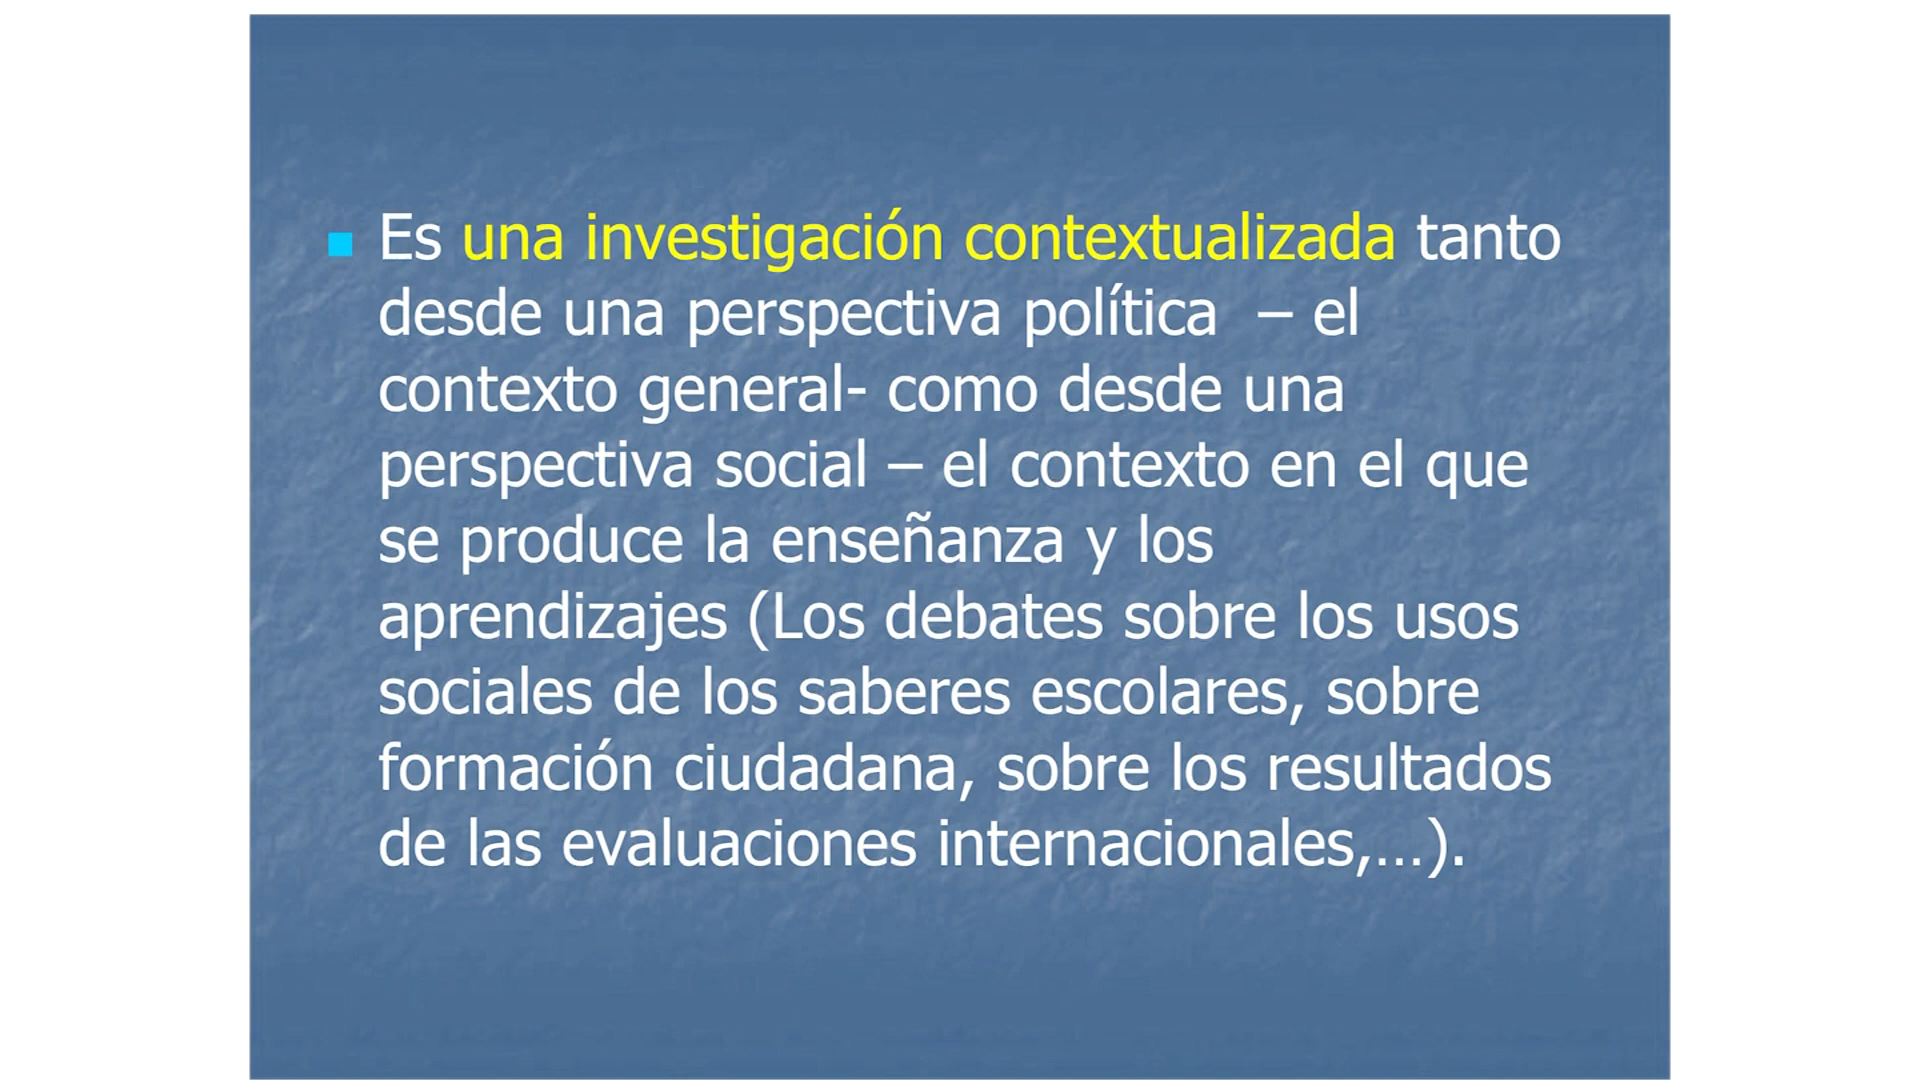 Es una investigación contextualizada tanto
desde una perspectiva política – el
contexto general- como desde una
perspectiva social – el contexto en el que
se produce la enseñanza y los
aprendizajes (Los debates sobre los usos
sociales de los saberes escolares, sobre
formación ciudadana, sobre los resultados
de las evaluaciones internacionales,…).